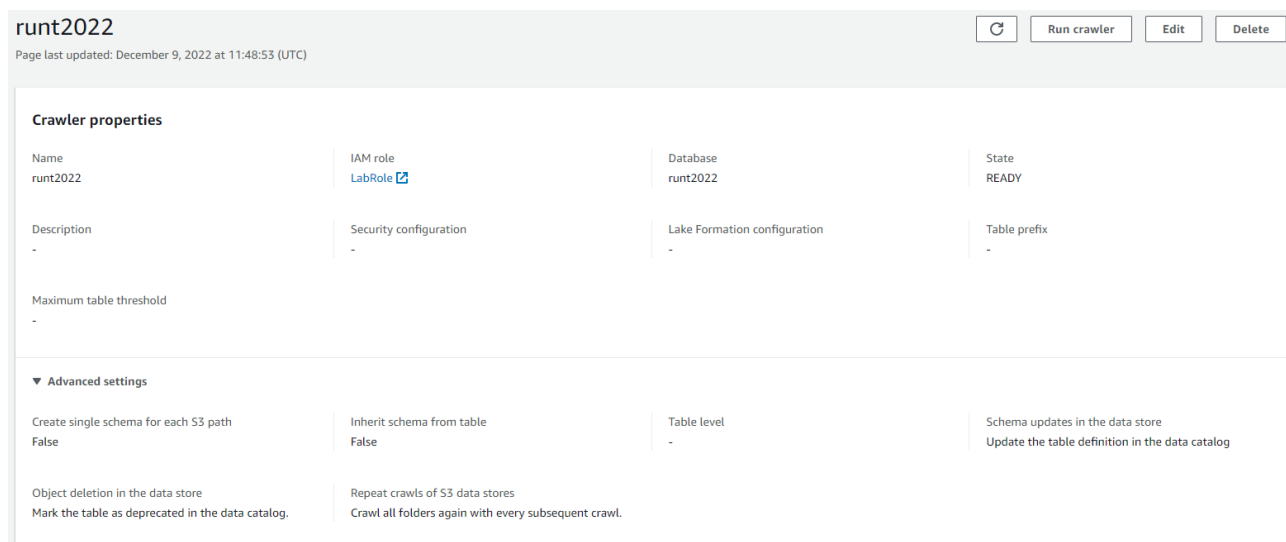 runt2022
Run crawler
Edit
Delete
Page last updated: December 9, 2022 at 11:48:53 (UTC)
Crawler properties
Name
runt2022
IAM role
LabRole
Database
runt2022
State
READY
Description
-
Security configuration
-
Lake Formation configuration
-
Table prefix
-
Maximum table threshold
-
Advanced settings
Create single schema for each S3 path
False
Inherit schema from table
False
Table level
-
Schema updates in the data store
Update the table definition in the data catalog
Object deletion in the data store
Mark the table as deprecated in the data catalog.
Repeat crawls of S3 data stores
Crawl all folders again with every subsequent crawl.